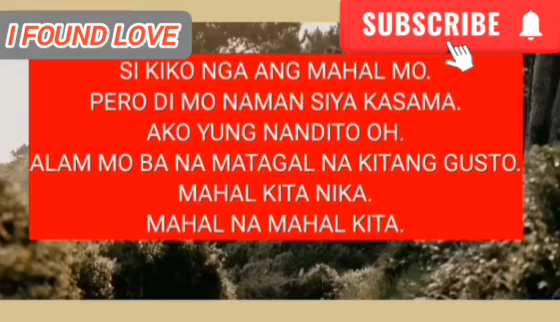 I FOUND LOVE
SUBSCRIBE
SI KIKO NGA ANG MAHAL MO.
PERO DI MO NAMAN SIYA KASAMA.
AKO YUNG NANDITO OH.
ALAM MO BA NA MATAGAL NA KITANG GUSTO.
MAHAL KITA NIKA.
MAHAL NA MAHAL KITA.